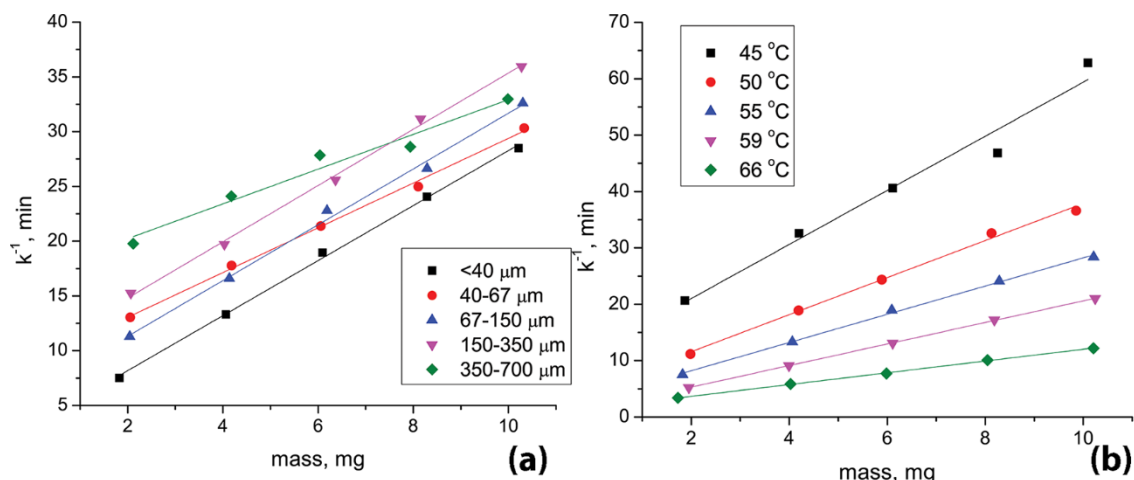 40
35
30
25
20
15
10
5
k⁻¹, min
<40 μm
40-67 μm
67-150 μm
150-350 μm
350-700 μm
2
4
6
8
10
mass, mg
(a)
70
60
50
40
30
20
10
0
k⁻¹, min
45 °C
50 °C
55 °C
59 °C
66 °C
2
4
6
8
10
mass, mg
(b)